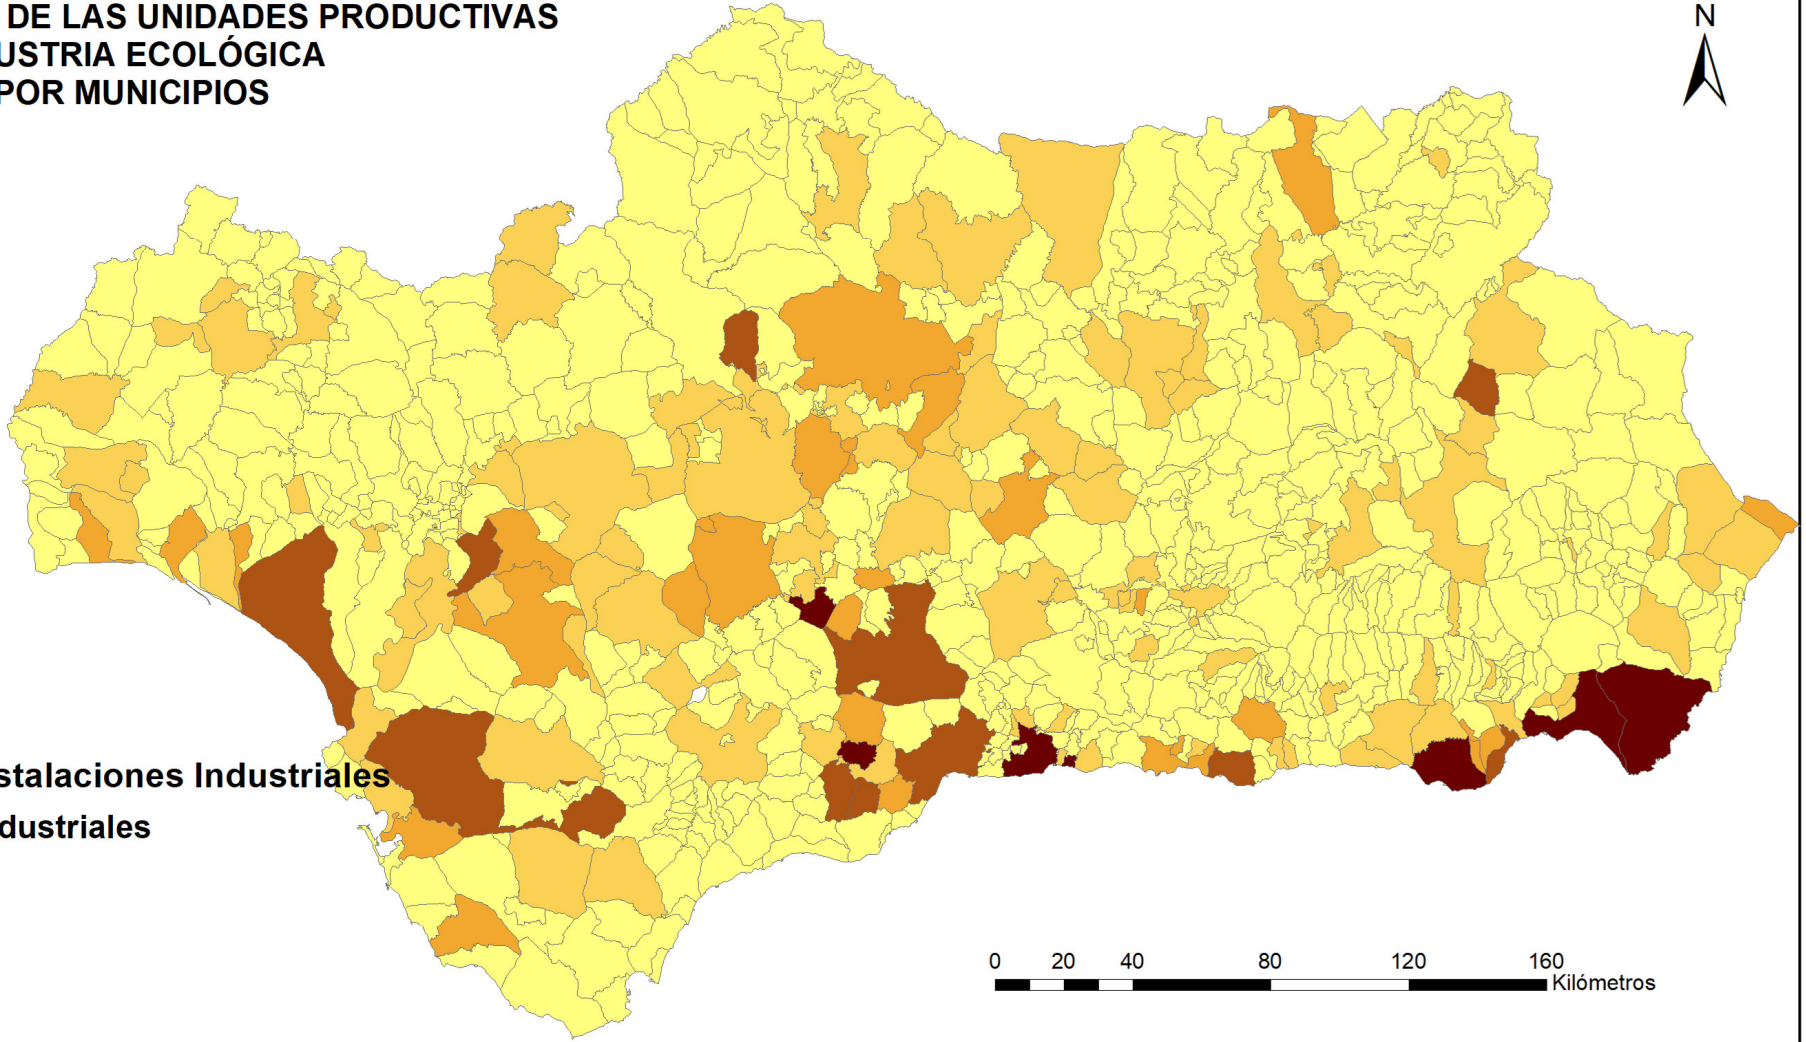 DE LAS UNIDADES PRODUCTIVAS
USTRIA ECOLÓGICA
POR MUNICIPIOS
N
stalaciones Industriales
dustriales
0 20 40 80 120 160
Kilómetros